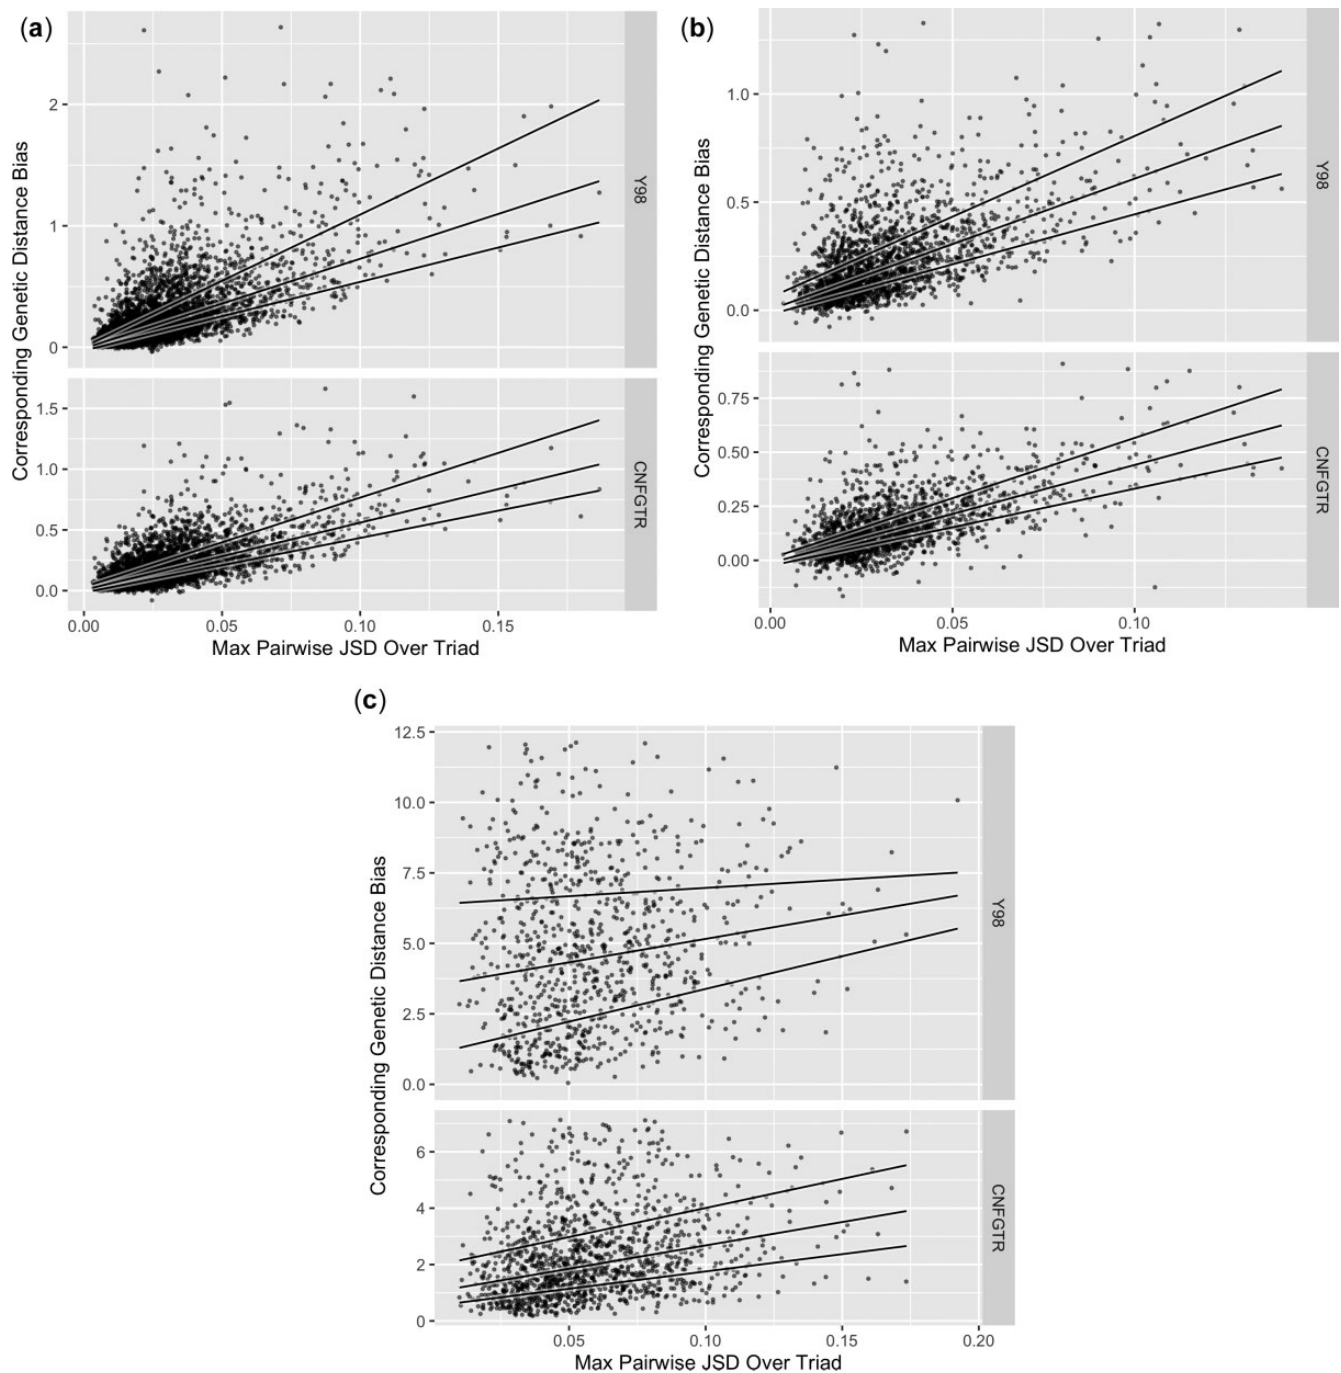 (a)
Corresponding Genetic Distance Bias
2
1
0
Y98
1.5
1.0
0.5
0.0
CNFGTR
0.00 0.05 0.10 0.15
Max Pairwise JSD Over Triad
(b)
Corresponding Genetic Distance Bias
1.0
0.5
0.0
Y98
0.75
0.50
0.25
0.00
CNFGTR
0.00 0.05 0.10
Max Pairwise JSD Over Triad
(c)
Corresponding Genetic Distance Bias
12.5
10.0
7.5
5.0
2.5
0.0
Y98
6
4
2
0
CNFGTR
0.05 0.10 0.15 0.20
Max Pairwise JSD Over Triad